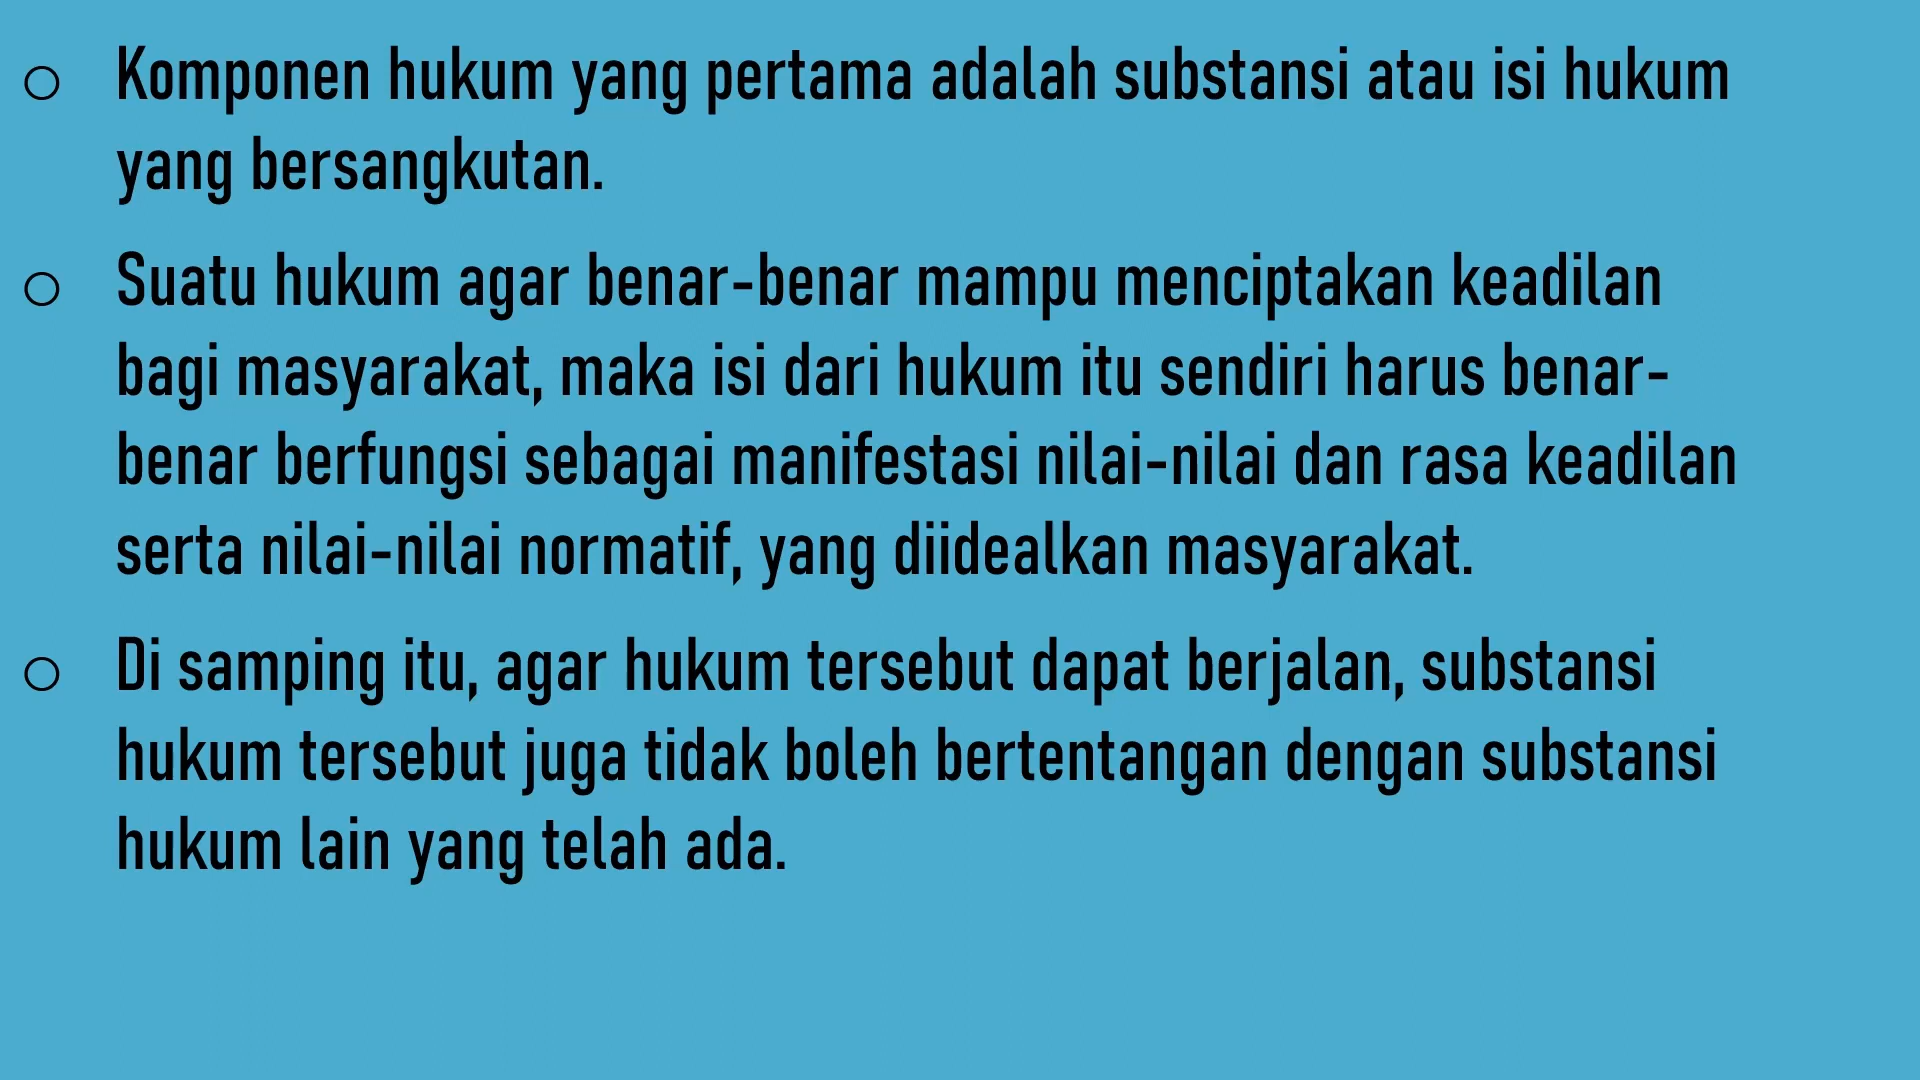 Komponen hukum yang pertama adalah substansi atau isi hukum
yang bersangkutan.
Suatu hukum agar benar-benar mampu menciptakan keadilan
bagi masyarakat, maka isi dari hukum itu sendiri harus benar-
benar berfungsi sebagai manifestasi nilai-nilai dan rasa keadilan
serta nilai-nilai normatif, yang diidealkan masyarakat.
Di samping itu, agar hukum tersebut dapat berjalan, substansi
hukum tersebut juga tidak boleh bertentangan dengan substansi
hukum lain yang telah ada.